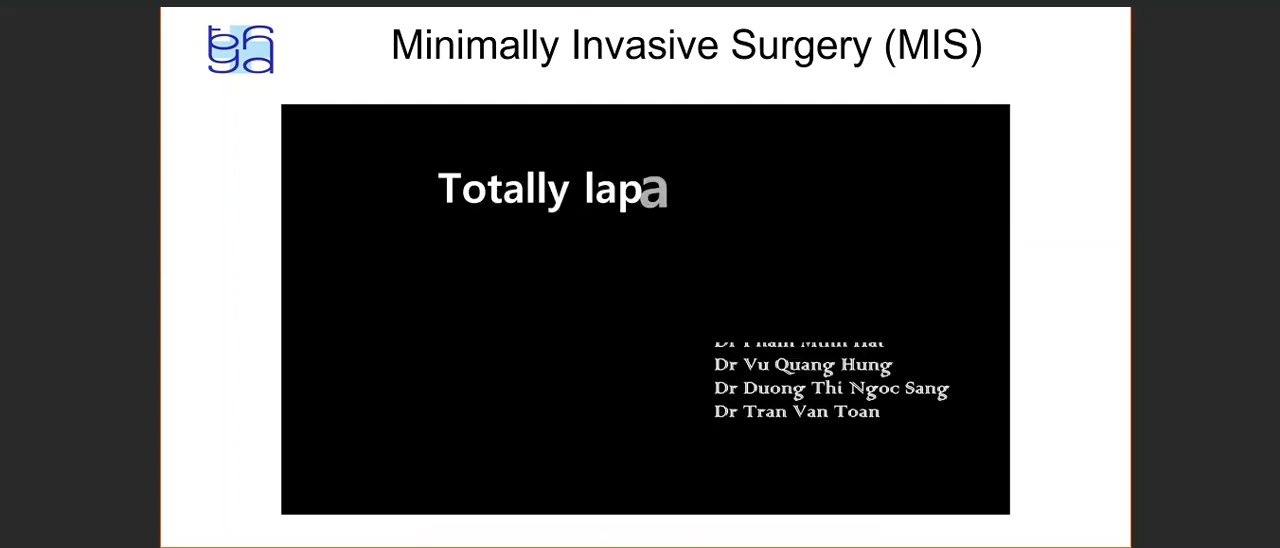 Minimally Invasive Surgery (MIS)
Totally lapa
Dr Vu Quang Hung
Dr Duong Thi Ngoc Sang
Dr Tran Van Toan